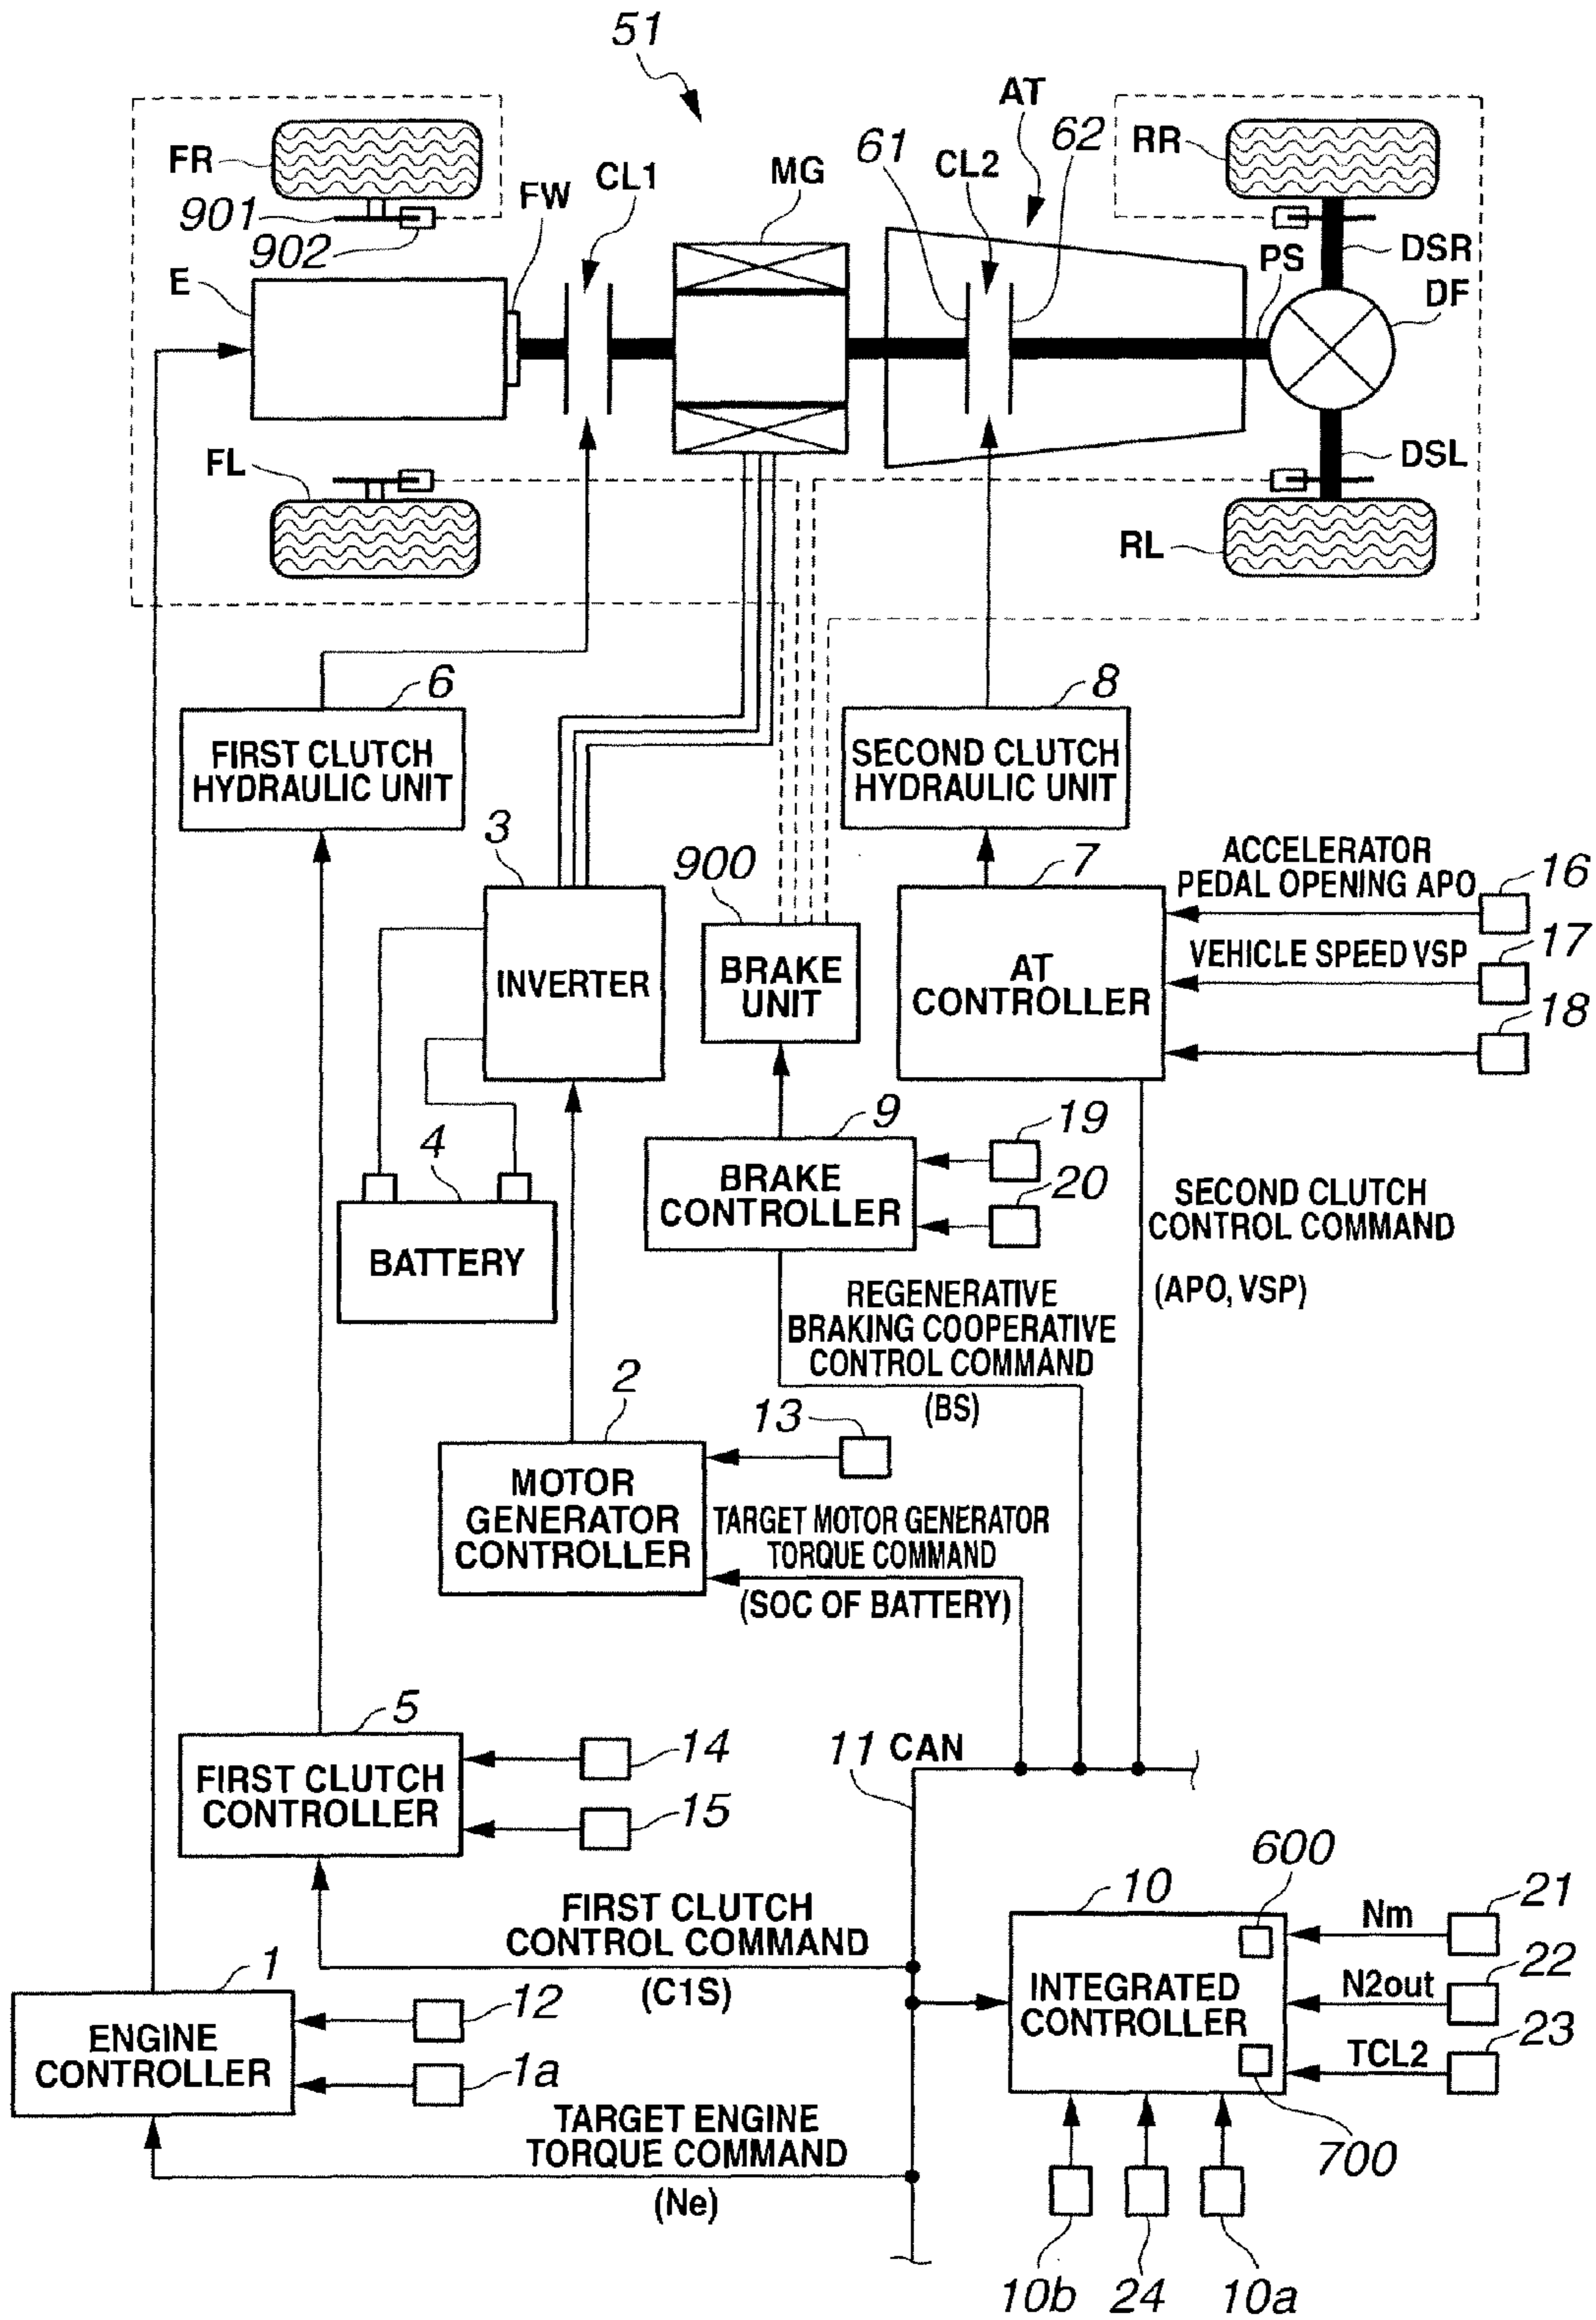 51
AT
FR
901
902
FW
CL1
MG
61
CL2
62
RR
DSR
PS
DF
E
FL
DSL
RL
6
FIRST CLUTCH
HYDRAULIC UNIT
8
SECOND CLUTCH
HYDRAULIC UNIT
3
INVERTER
900
BRAKE
UNIT
7
AT
CONTROLLER
ACCELERATOR
PEDAL OPENING APO
16
VEHICLE SPEED VSP
17
18
4
BATTERY
9
BRAKE
CONTROLLER
19
20
SECOND CLUTCH
CONTROL COMMAND
(APO, VSP)
REGENERATIVE
BRAKING COOPERATIVE
CONTROL COMMAND
(BS)
2
MOTOR
GENERATOR
CONTROLLER
13
TARGET MOTOR GENERATOR
TORQUE COMMAND
(SOC OF BATTERY)
5
FIRST CLUTCH
CONTROLLER
14
15
11 CAN
FIRST CLUTCH
CONTROL COMMAND
(C1S)
1
ENGINE
CONTROLLER
12
1a
TARGET ENGINE
TORQUE COMMAND
(Ne)
10
600
INTEGRATED
CONTROLLER
Nm
21
N2out
22
TCL2
23
700
10b
24
10a